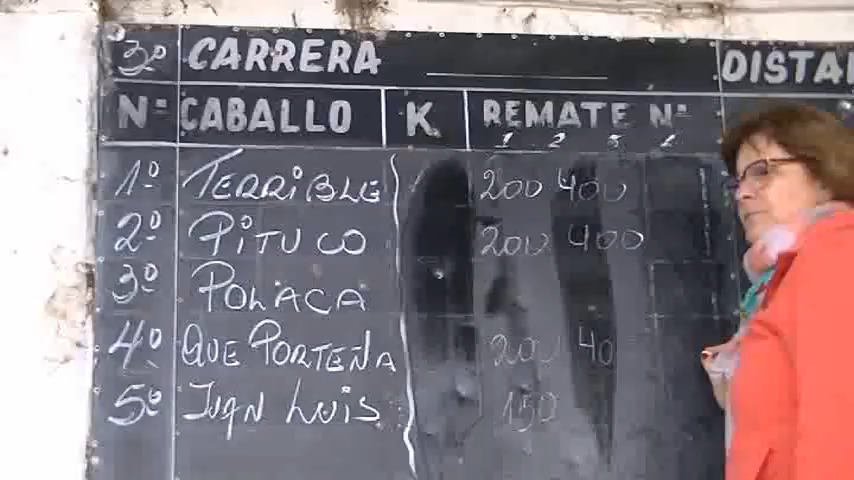 3º CARRERA DISTAN
Nº CABALLO K. REMATE Nº
1 2 3 4
1º TERRIBLE 200 400
2º PITUCO 200 400
3º POLACA
4º QUE PORTEÑA 200 40
5º JUAN LUIS 150